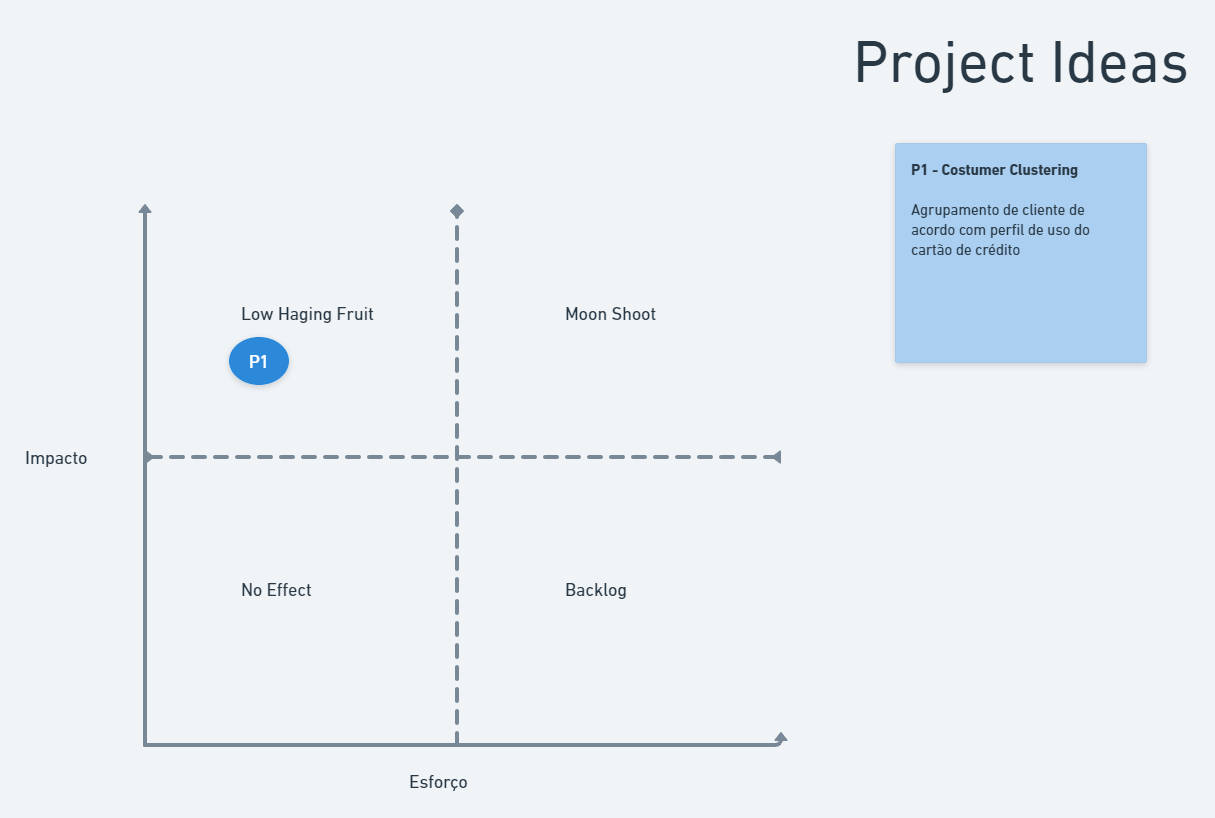 Project Ideas
P1 - Costumer Clustering
Agrupamento de cliente de
acordo com perfil de uso do
cartão de crédito
Low Haging Fruit
Moon Shoot
P1
Impacto
No Effect
Backlog
Esforço